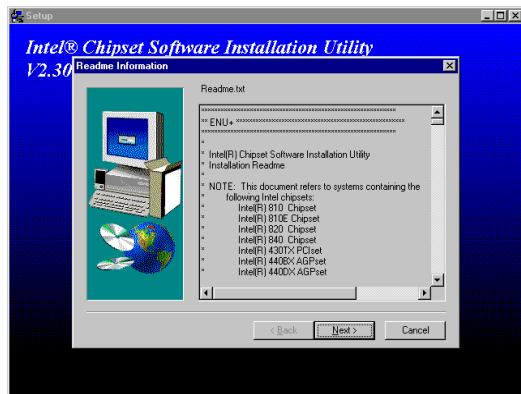 Setup
Intel® Chipset Software Installation Utility
V2.30
Readme Information
Readme.txt
**************************************************************
** ENU+ ******************************************************
**************************************************************
*
* Intel(R) Chipset Software Installation Utility
* Installation Readme
*
* NOTE: This document refers to systems containing the
* following Intel chipsets:
* Intel(R) 810 Chipset
* Intel(R) 810E Chipset
* Intel(R) 820 Chipset
* Intel(R) 840 Chipset
* Intel(R) 430TX PCIset
* Intel(R) 440BX AGPset
* Intel(R) 440DX AGPset
< Back Next > Cancel